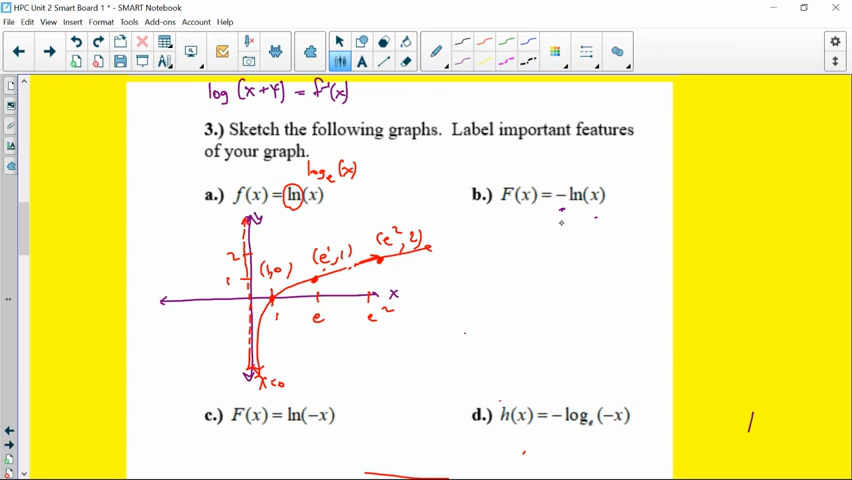 HPC Unit 2 Smart Board 1 * - SMART Notebook
File Edit View Insert Format Tools Add-ons Account Help
log (x+4) = f⁻¹(x)
3.) Sketch the following graphs. Label important features
of your graph.
logₑ(x)
a.) f(x) = ln(x)
b.) F(x) = −ln(x)
y
2
1
(1,0)
(e¹, 1)
(e², 2)
x
1
e
e²
x=0
c.) F(x) = ln(−x)
d.) h(x) = −logₑ(−x)